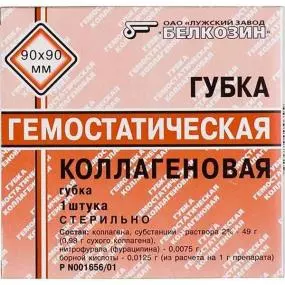 90х90
мм
ОАО "ЛУЖСКИЙ ЗАВОД
БЕЛКОЗИН"
ГУБКА
ГЕМОСТАТИЧЕСКАЯ
КОЛЛАГЕНОВАЯ
губка
1 штука
СТЕРИЛЬНО
Состав: коллагена, субстанции - раствора 2% - 49 г
(0,98 г сухого коллагена),
нитрофурала (фурацилина) - 0,0075 г,
борной кислоты - 0,0125 г (из расчета на 1 г препарата)
Р N001656/01